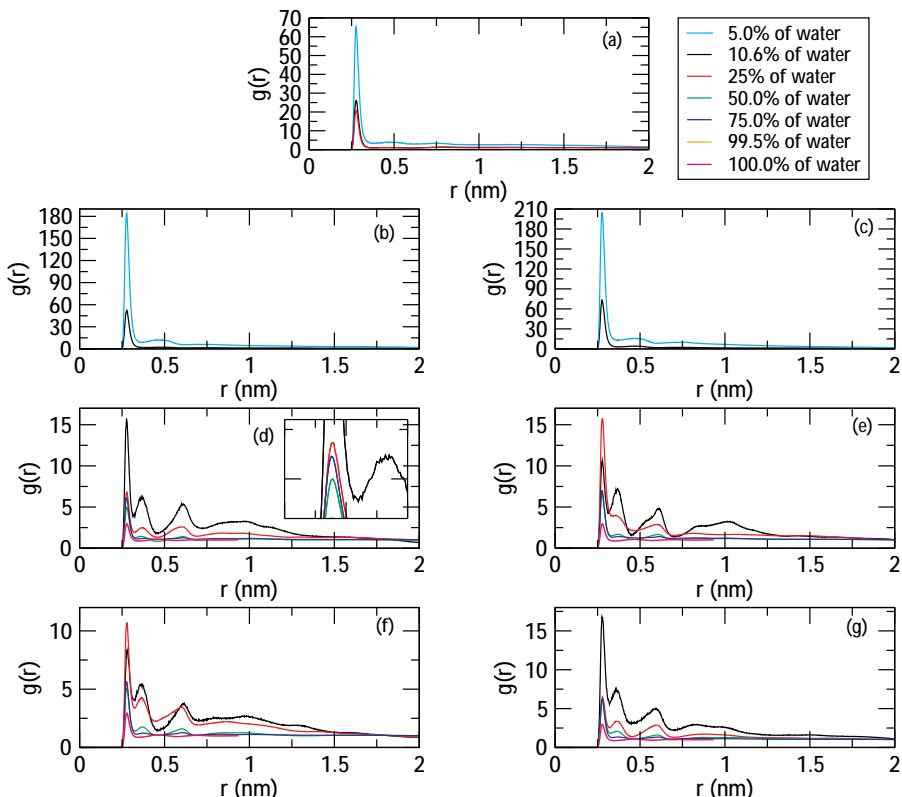 (a)
g(r)
70
60
50
40
30
20
10
0
0 0.5 1 1.5 2
r (nm)
5.0% of water
10.6% of water
25% of water
50.0% of water
75.0% of water
99.5% of water
100.0% of water
(b)
g(r)
180
150
120
90
60
30
0
0 0.5 1 1.5 2
r (nm)
(c)
g(r)
210
180
150
120
90
60
30
0
0 0.5 1 1.5 2
r (nm)
(d)
g(r)
15
10
5
0
0 0.5 1 1.5 2
r (nm)
(e)
g(r)
15
10
5
0
0 0.5 1 1.5 2
r (nm)
(f)
g(r)
10
5
0
0 0.5 1 1.5 2
r (nm)
(g)
g(r)
15
10
5
0
0 0.5 1 1.5 2
r (nm)